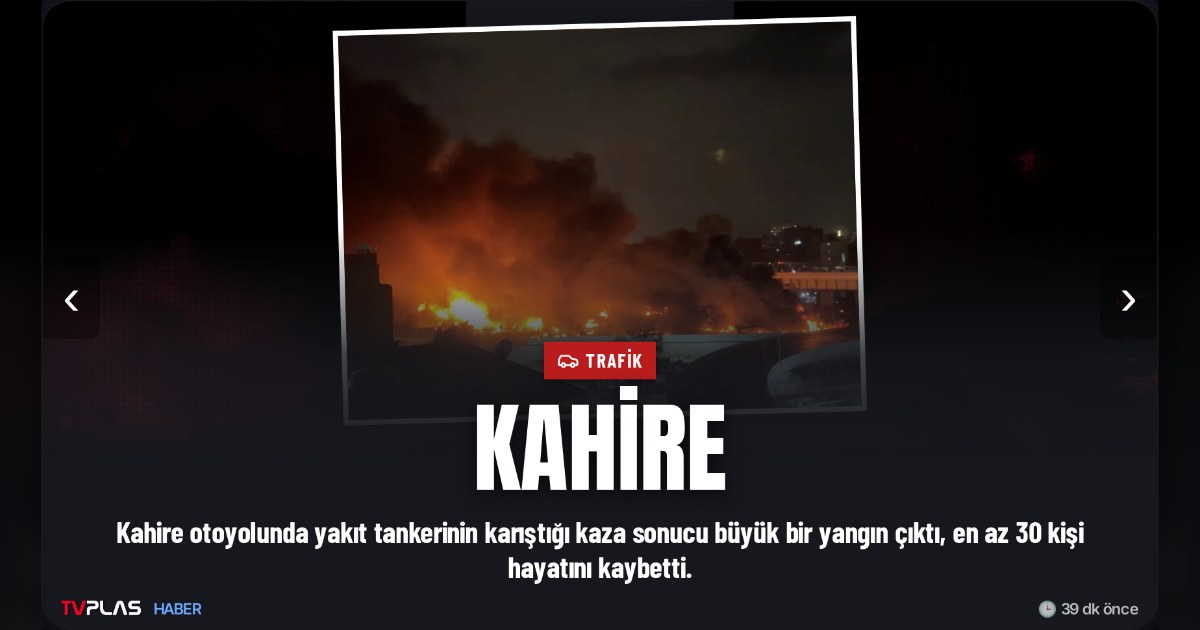 TRAFİK
KAHİRE
Kahire otoyolunda yakıt tankerinin karıştığı kaza sonucu büyük bir yangın çıktı, en az 30 kişi
hayatını kaybetti.
TVPLAS HABER
39 dk önce